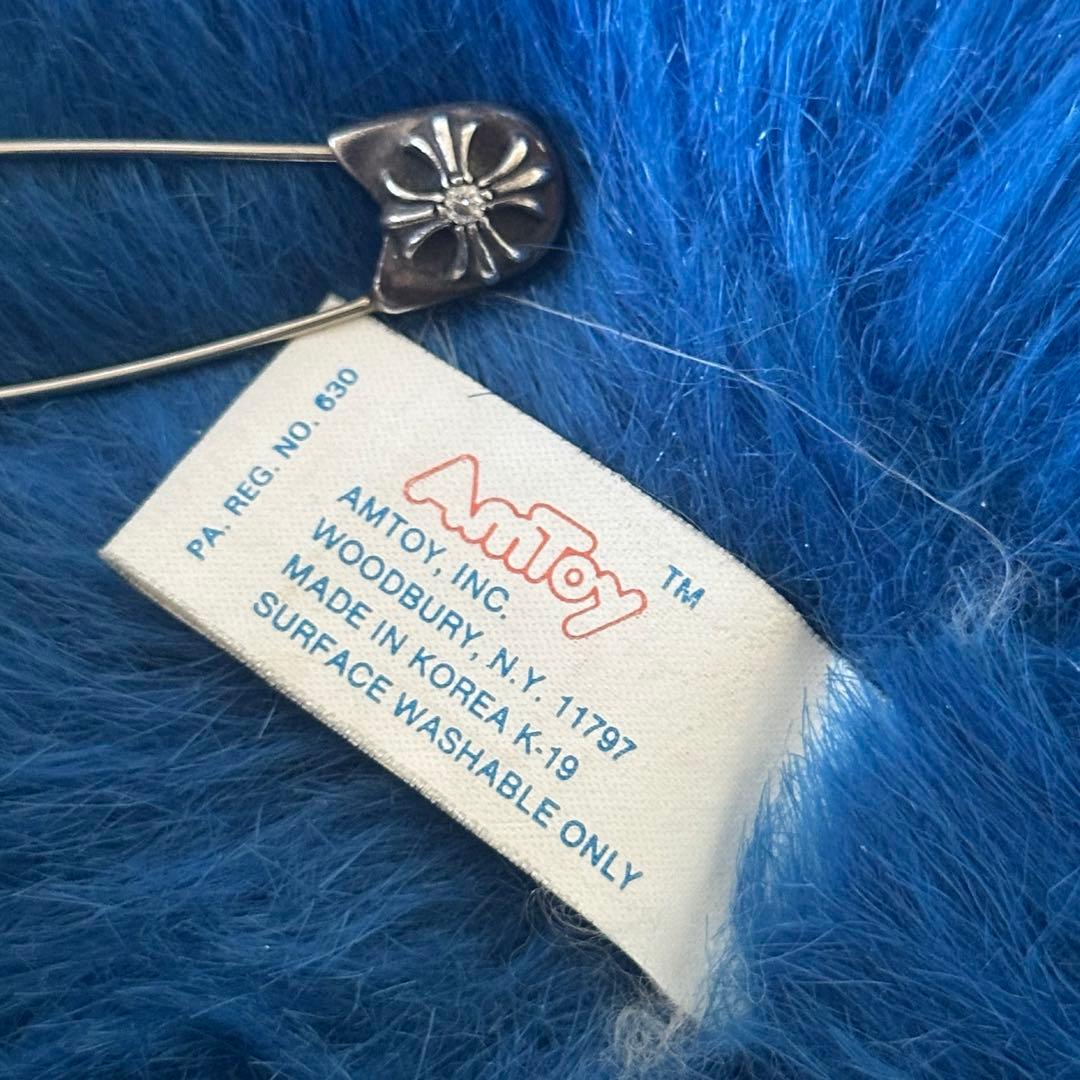 PA. REG. NO. 630
AmToy TM
AMTOY, INC.
WOODBURY, N.Y. 11797
MADE IN KOREA K-19
SURFACE WASHABLE ONLY